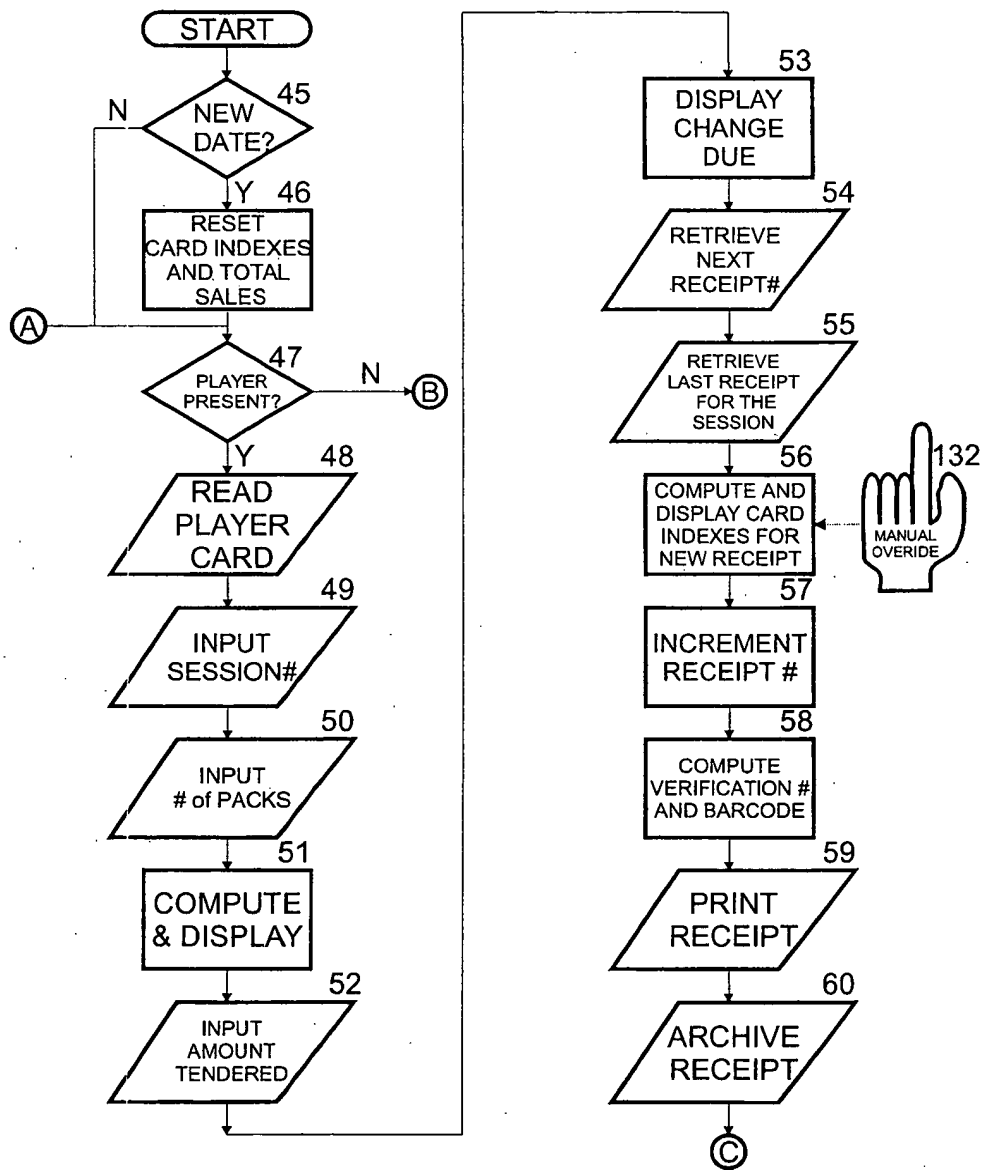 START
45
N
NEW
DATE?
Y
46
RESET
CARD INDEXES
AND TOTAL
SALES
A
47
PLAYER
PRESENT?
N
B
Y
48
READ
PLAYER
CARD
49
INPUT
SESSION#
50
INPUT
# of PACKS
51
COMPUTE
& DISPLAY
52
INPUT
AMOUNT
TENDERED
53
DISPLAY
CHANGE
DUE
54
RETRIEVE
NEXT
RECEIPT#
55
RETRIEVE
LAST RECEIPT
FOR THE
SESSION
56
COMPUTE AND
DISPLAY CARD
INDEXES FOR
NEW RECEIPT
132
MANUAL
OVERIDE
57
INCREMENT
RECEIPT #
58
COMPUTE
VERIFICATION #
AND BARCODE
59
PRINT
RECEIPT
60
ARCHIVE
RECEIPT
C